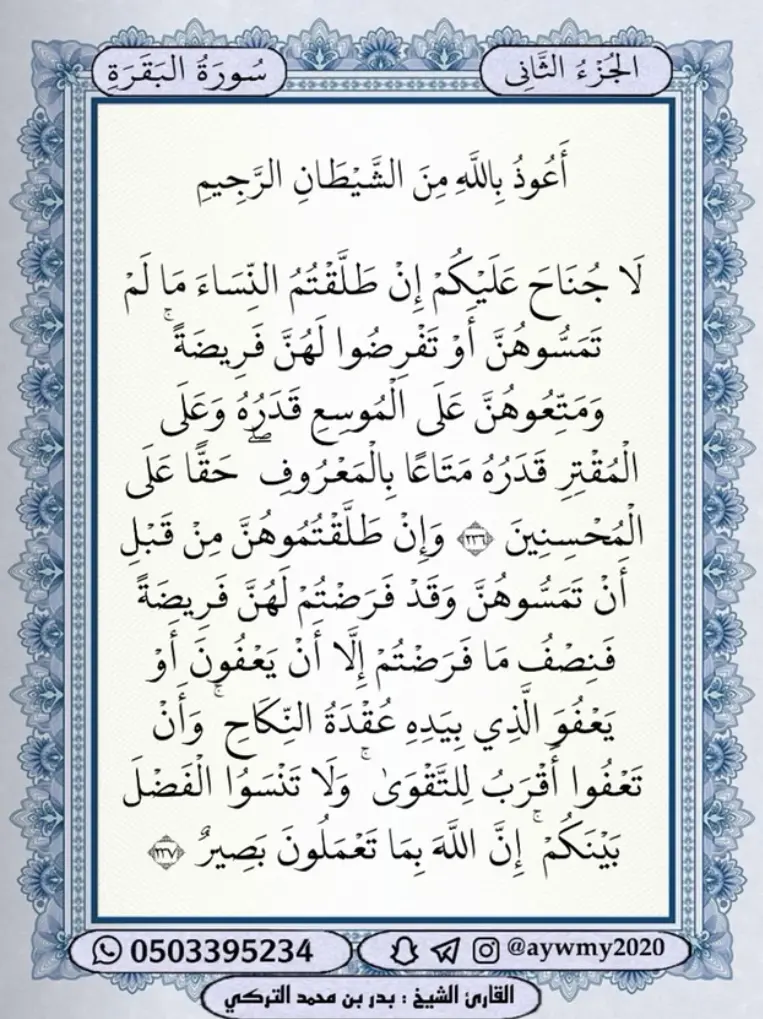 الجُزْءُ الثَّانِى
سُورَةُ البَقَرَةِ
أَعُوذُ بِاللَّهِ مِنَ الشَّيْطَانِ الرَّجِيمِ
لَا جُنَاحَ عَلَيْكُمْ إِنْ طَلَّقْتُمُ النِّسَاءَ مَا لَمْ
تَمَسُّوهُنَّ أَوْ تَفْرِضُوا لَهُنَّ فَرِيضَةً ۚ
وَمَتِّعُوهُنَّ عَلَى الْمُوسِعِ قَدَرُهُ وَعَلَى
الْمُقْتِرِ قَدَرُهُ مَتَاعًا بِالْمَعْرُوفِ ۖ حَقًّا عَلَى
الْمُحْسِنِينَ ﴿٢٣٦﴾ وَإِنْ طَلَّقْتُمُوهُنَّ مِنْ قَبْلِ
أَنْ تَمَسُّوهُنَّ وَقَدْ فَرَضْتُمْ لَهُنَّ فَرِيضَةً
فَنِصْفُ مَا فَرَضْتُمْ إِلَّا أَنْ يَعْفُونَ أَوْ
يَعْفُوَ الَّذِي بِيَدِهِ عُقْدَةُ النِّكَاحِ ۚ وَأَنْ
تَعْفُوا أَقْرَبُ لِلتَّقْوَىٰ ۚ وَلَا تَنْسَوُا الْفَضْلَ
بَيْنَكُمْ ۚ إِنَّ اللَّهَ بِمَا تَعْمَلُونَ بَصِيرٌ ﴿٢٣٧﴾
0503395234
@aywmy2020
القارئ الشيخ : بدر بن محمد التركي